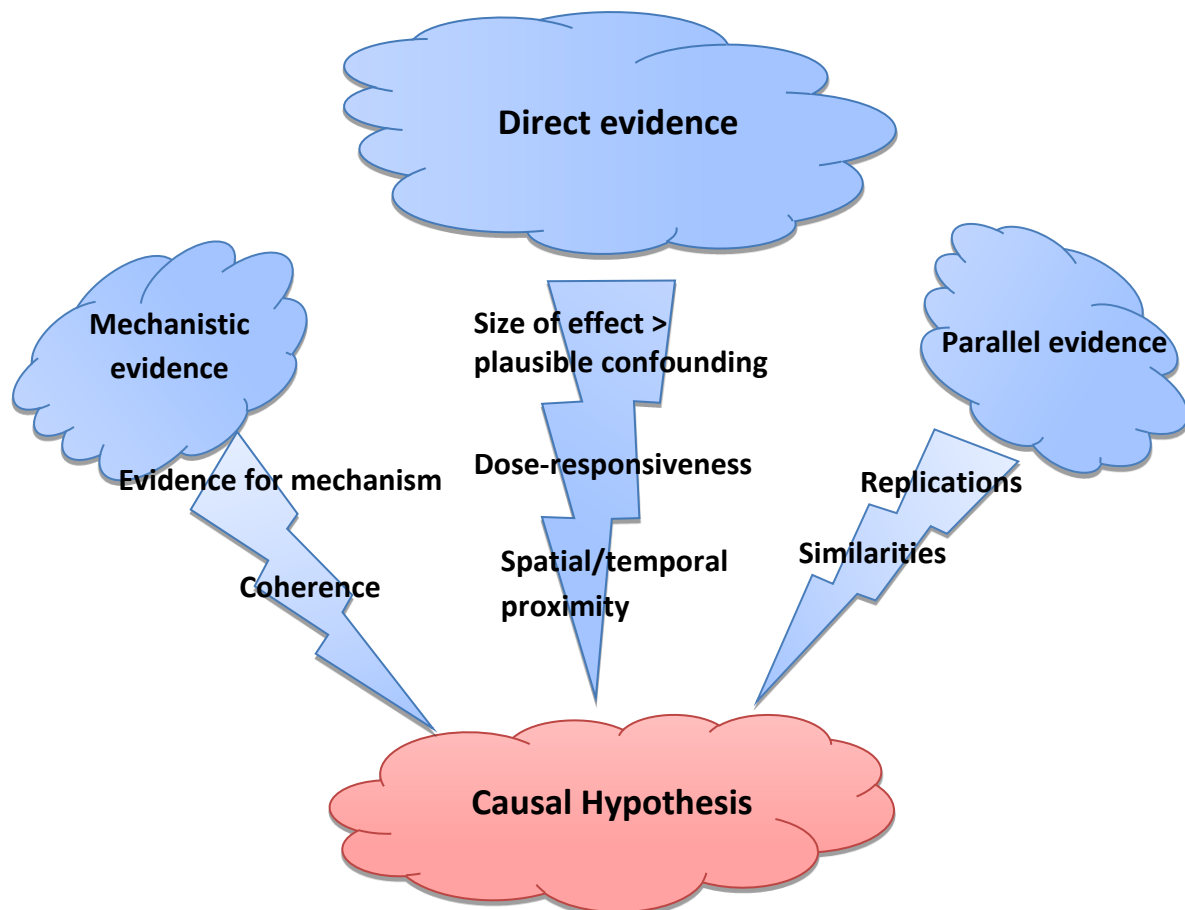 Direct evidence
Mechanistic
evidence
Parallel evidence
Size of effect >
plausible confounding
Evidence for mechanism
Dose-responsiveness
Replications
Coherence
Spatial/temporal
proximity
Similarities
Causal Hypothesis